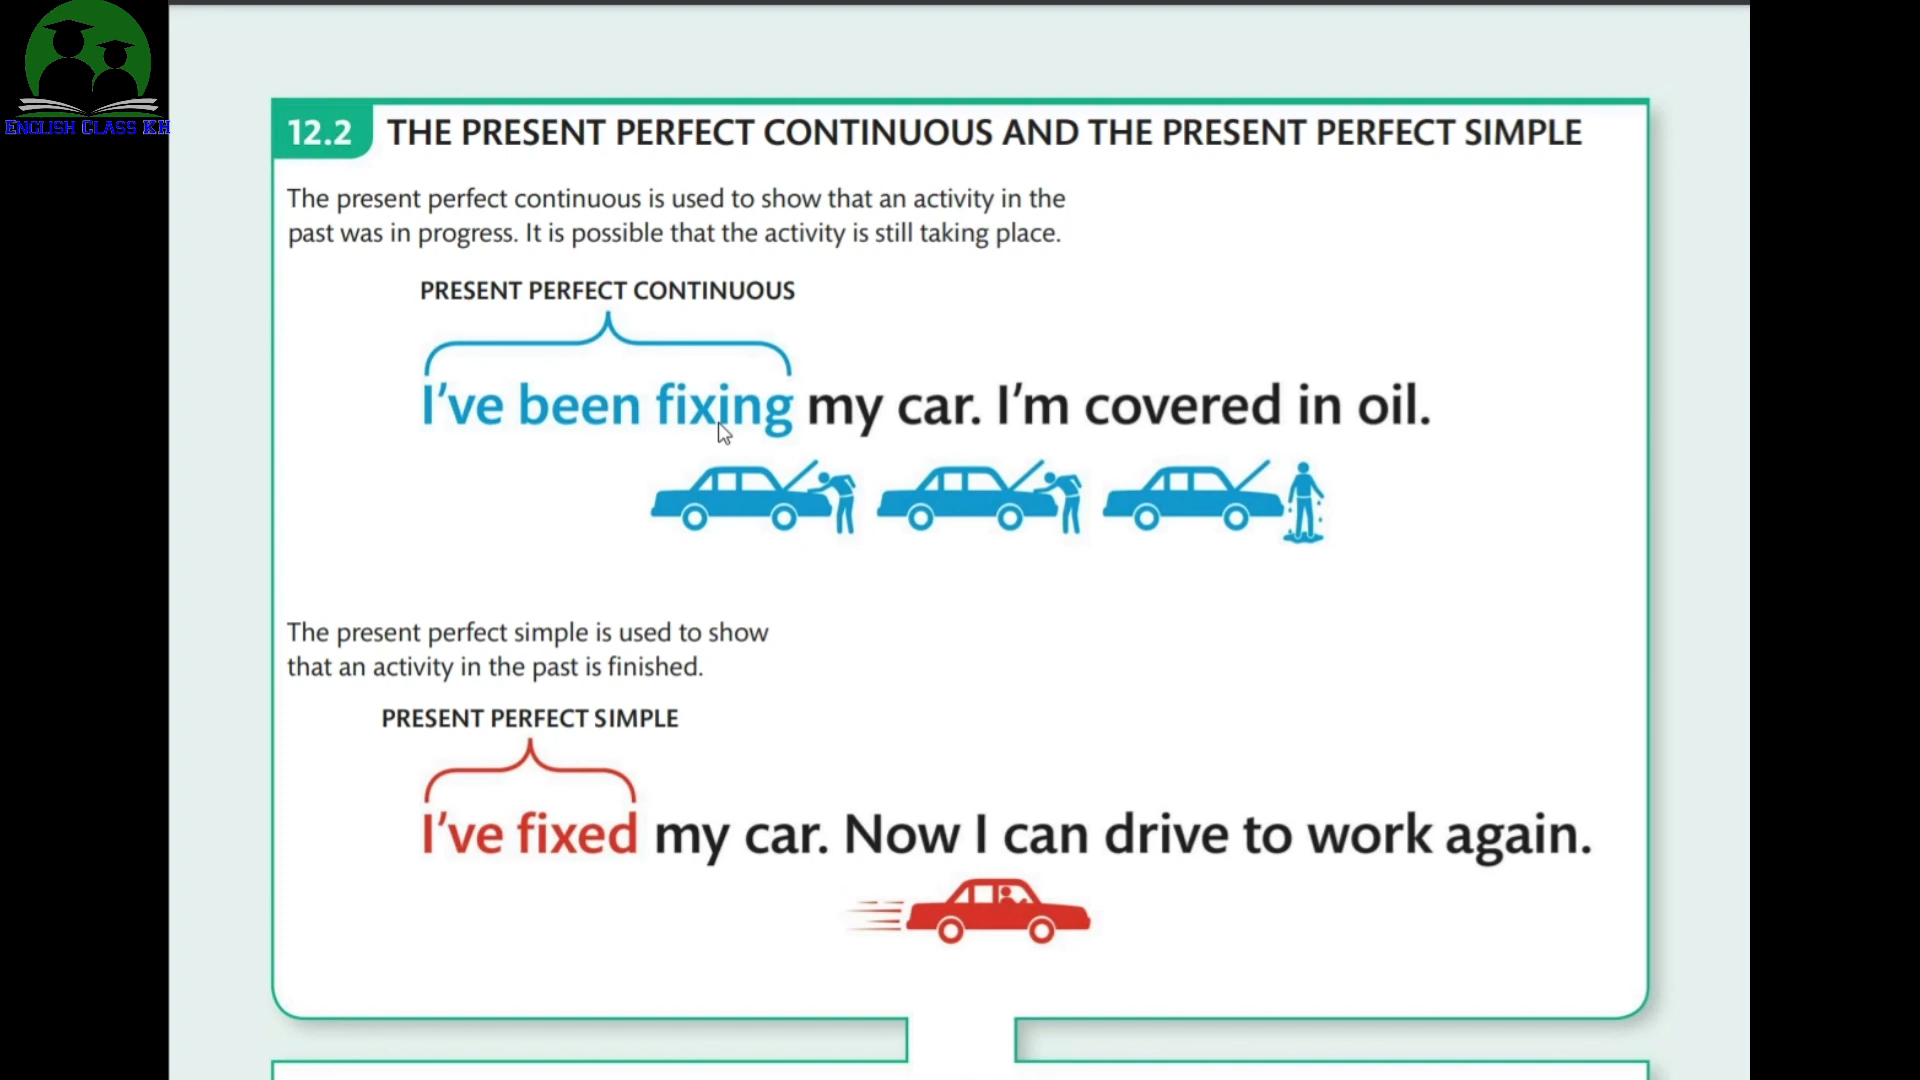 ENGLISH CLASS KH
12.2 THE PRESENT PERFECT CONTINUOUS AND THE PRESENT PERFECT SIMPLE
The present perfect continuous is used to show that an activity in the
past was in progress. It is possible that the activity is still taking place.
PRESENT PERFECT CONTINUOUS
I've been fixing my car. I'm covered in oil.
The present perfect simple is used to show
that an activity in the past is finished.
PRESENT PERFECT SIMPLE
I've fixed my car. Now I can drive to work again.